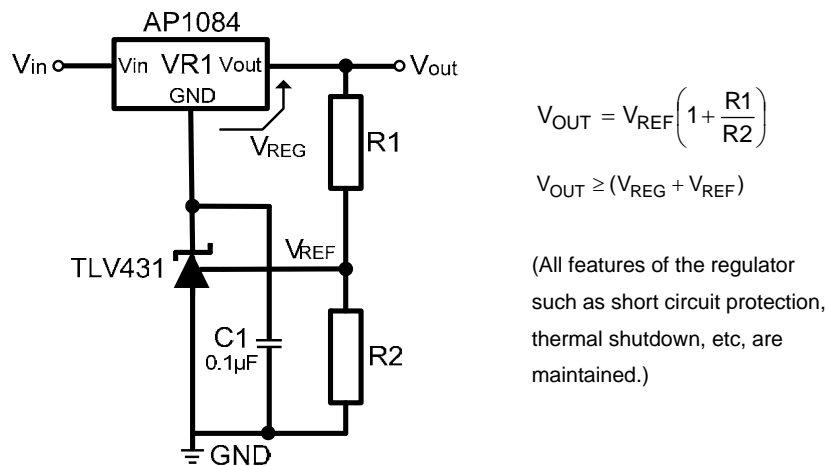 AP1084
Vin
Vin VR1 Vout
GND
Vout
VREG
R1
VREF
TLV431
C1
0.1µF
R2
GND
VOUT = VREF(1 + R1/R2)
VOUT ≥ (VREG + VREF)
(All features of the regulator
such as short circuit protection,
thermal shutdown, etc, are
maintained.)